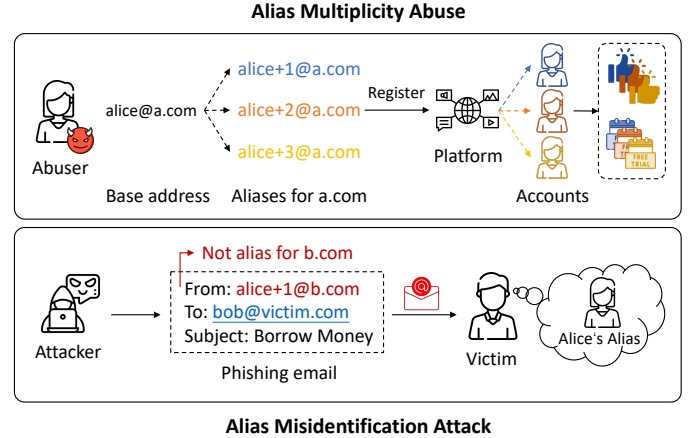 Alias Multiplicity Abuse
alice+1@a.com
alice@a.com
alice+2@a.com
Register
alice+3@a.com
Platform
FREE TRIAL
Abuser
Base address
Aliases for a.com
Accounts
Not alias for b.com
From: alice+1@b.com
To: bob@victim.com
Subject: Borrow Money
Attacker
Phishing email
Victim
Alice's Alias
Alias Misidentification Attack